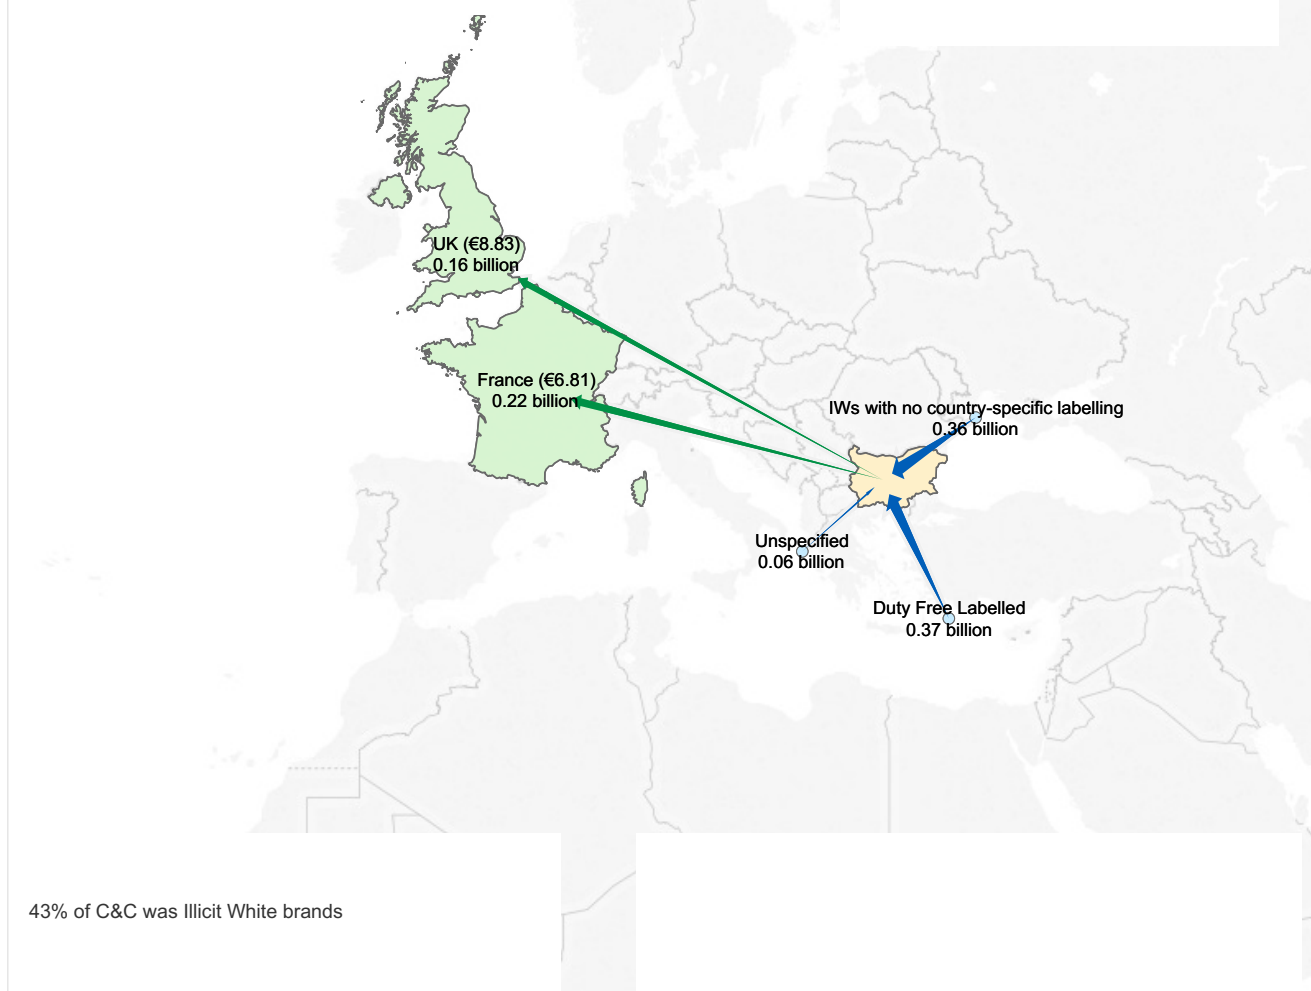 UK (€8.83)
0.16 billion
France (€6.81)
0.22 billion
IWs with no country-specific labelling
0.36 billion
Unspecified
0.06 billion
Duty Free Labelled
0.37 billion
43% of C&C was Illicit White brands